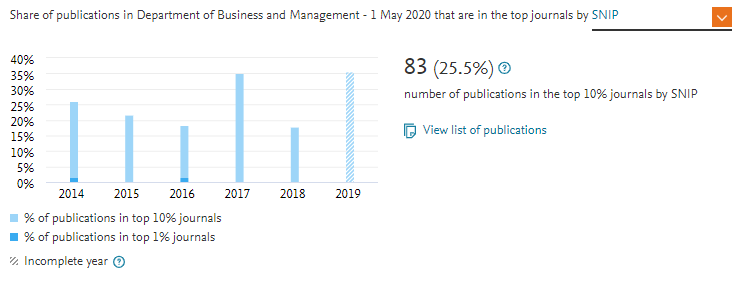 Share of publications in Department of Business and Management - 1 May 2020 that are in the top journals by SNIP
40%
35%
30%
25%
20%
15%
10%
5%
0%
2014 2015 2016 2017 2018 2019
% of publications in top 10% journals
% of publications in top 1% journals
Incomplete year ?
83 (25.5%) ?
number of publications in the top 10% journals by SNIP
View list of publications